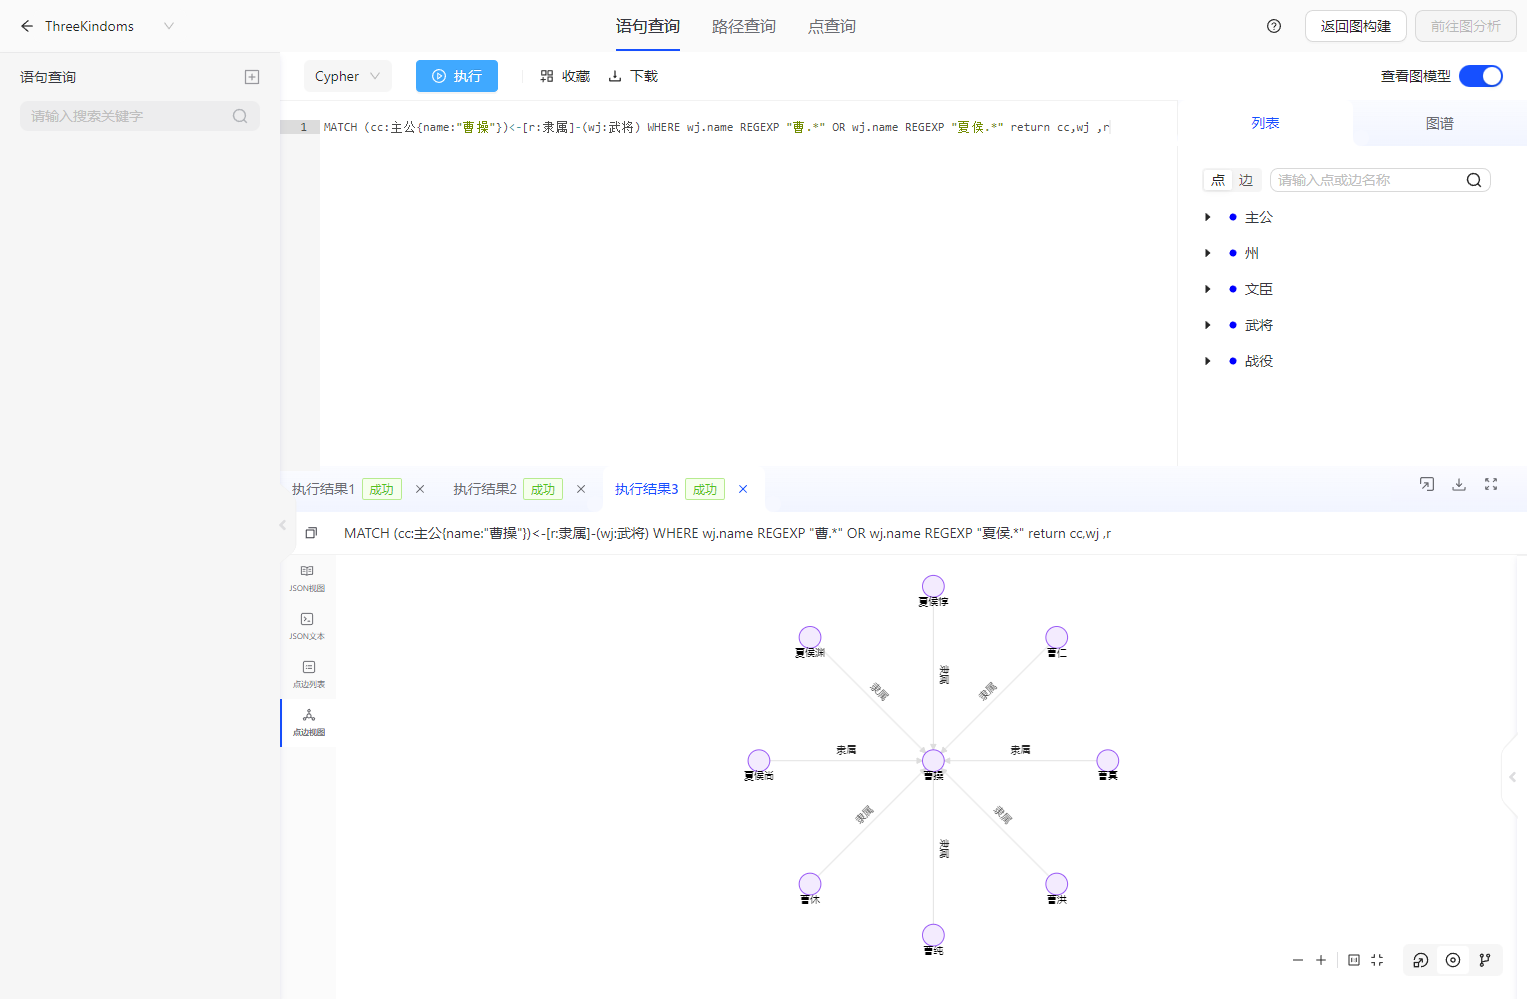 ThreeKindoms
语句查询
路径查询
点查询
返回图构建
前往图分析
语句查询
请输入搜索关键字
Cypher
执行
收藏
下载
查看图模型
1
MATCH (cc:主公{name:"曹操"})<-[r:隶属]-(wj:武将) WHERE wj.name REGEXP "曹.*" OR wj.name REGEXP "夏侯.*" return cc,wj ,r
列表
图谱
点
边
请输入点或边名称
主公
州
文臣
武将
战役
执行结果1
成功
执行结果2
成功
执行结果3
成功
MATCH (cc:主公{name:"曹操"})<-[r:隶属]-(wj:武将) WHERE wj.name REGEXP "曹.*" OR wj.name REGEXP "夏侯.*" return cc,wj ,r
JSON视图
JSON文本
点边列表
点边视图
夏侯惇
夏侯渊
曹仁
隶属
隶属
隶属
隶属
隶属
夏侯尚
曹操
曹真
隶属
隶属
隶属
曹休
曹洪
曹纯